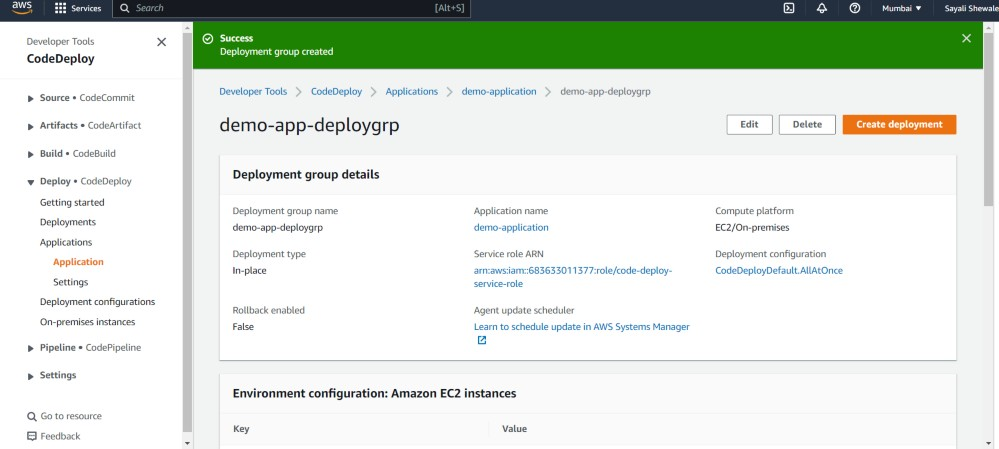 aws
Services
Search
[Alt+S]
Mumbai
Sayali Shewale
Developer Tools
CodeDeploy
Source • CodeCommit
Artifacts • CodeArtifact
Build • CodeBuild
Deploy • CodeDeploy
Getting started
Deployments
Applications
Application
Settings
Deployment configurations
On-premises instances
Pipeline • CodePipeline
Settings
Go to resource
Feedback
Success
Deployment group created
Developer Tools > CodeDeploy > Applications > demo-application > demo-app-deploygrp
demo-app-deploygrp
Edit
Delete
Create deployment
Deployment group details
Deployment group name
demo-app-deploygrp
Application name
demo-application
Compute platform
EC2/On-premises
Deployment type
In-place
Service role ARN
arn:aws:iam::683633011377:role/code-deploy-
service-role
Deployment configuration
CodeDeployDefault.AllAtOnce
Rollback enabled
False
Agent update scheduler
Learn to schedule update in AWS Systems Manager
Environment configuration: Amazon EC2 instances
Key
Value